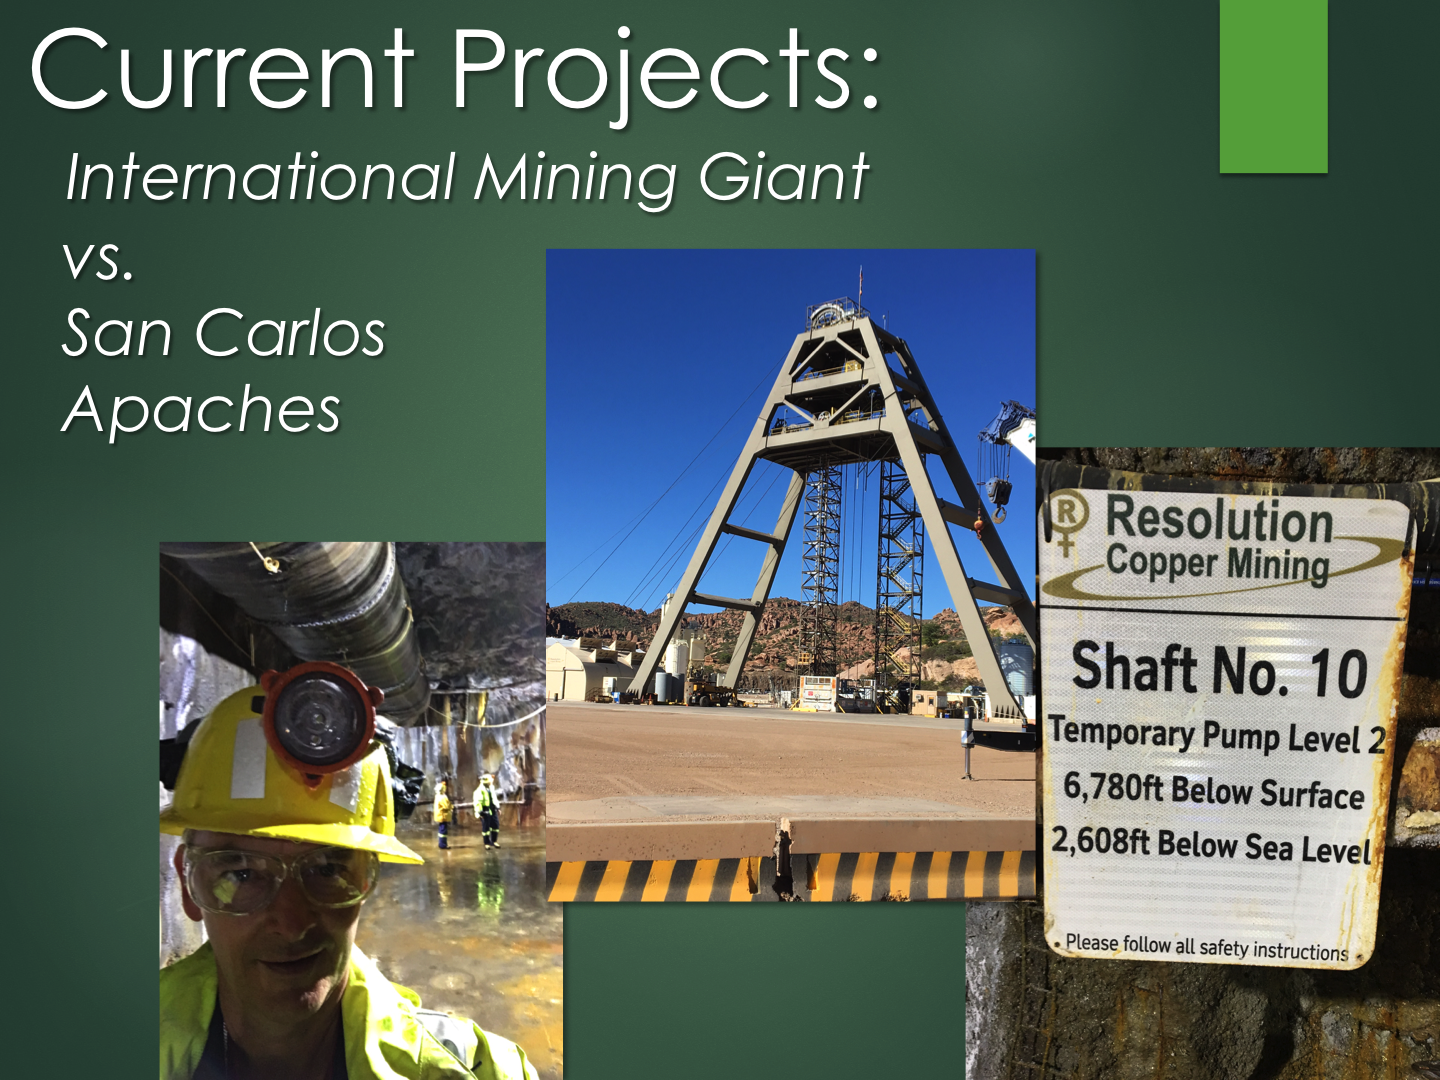 Current Projects:
International Mining Giant
vs.
San Carlos
Apaches
R
Resolution
Copper Mining
Shaft No. 10
Temporary Pump Level 2
6,780ft Below Surface
2,608ft Below Sea Level
Please follow all safety instructions